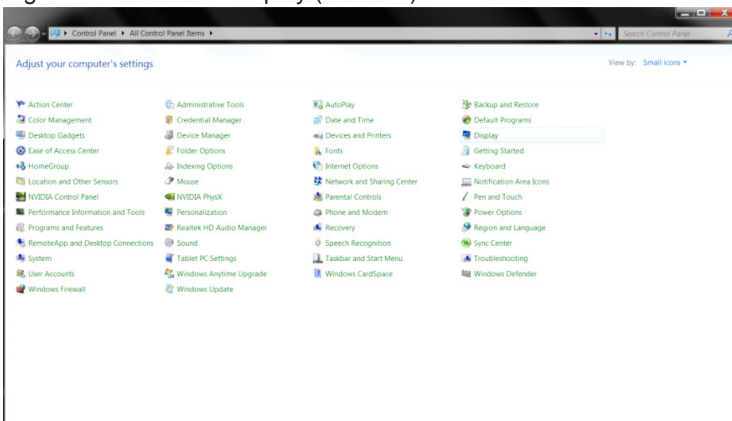 Control Panel ▸ All Control Panel Items ▸ Search Control Panel
Adjust your computer's settings View by: Small icons
Action Center Administrative Tools AutoPlay Backup and Restore
Color Management Credential Manager Date and Time Default Programs
Desktop Gadgets Device Manager Devices and Printers Display
Ease of Access Center Folder Options Fonts Getting Started
HomeGroup Indexing Options Internet Options Keyboard
Location and Other Sensors Mouse Network and Sharing Center Notification Area Icons
NVIDIA Control Panel NVIDIA PhysX Parental Controls Pen and Touch
Performance Information and Tools Personalization Phone and Modem Power Options
Programs and Features Realtek HD Audio Manager Recovery Region and Language
RemoteApp and Desktop Connections Sound Speech Recognition Sync Center
System Tablet PC Settings Taskbar and Start Menu Troubleshooting
User Accounts Windows Anytime Upgrade Windows CardSpace Windows Defender
Windows Firewall Windows Update